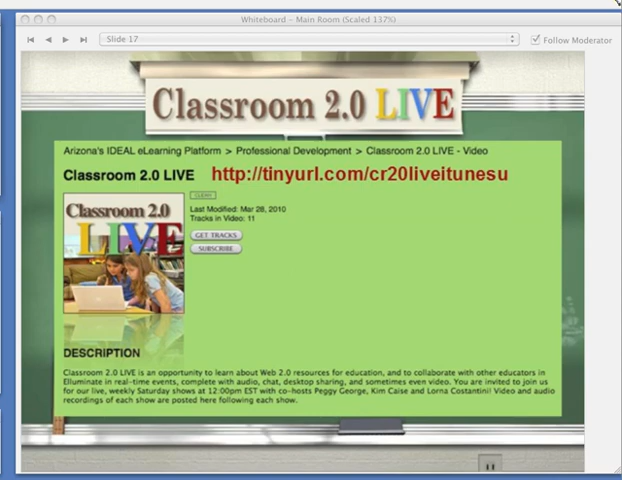 Whiteboard – Main Room (Scaled 137%)
Slide 17
Follow Moderator
Classroom 2.0 LIVE
Arizona's IDEAL eLearning Platform > Professional Development > Classroom 2.0 LIVE - Video
Classroom 2.0 LIVE http://tinyurl.com/cr20liveitunesu
CLEAN
Classroom 2.0
LIVE
Last Modified: Mar 28, 2010
Tracks in Video: 11
GET TRACKS
SUBSCRIBE
DESCRIPTION
Classroom 2.0 LIVE is an opportunity to learn about Web 2.0 resources for education, and to collaborate with other educators in
Elluminate in real-time events, complete with audio, chat, desktop sharing, and sometimes even video. You are invited to join us
for our live, weekly Saturday shows at 12:00pm EST with co-hosts Peggy George, Kim Caise and Lorna Costantini! Video and audio
recordings of each show are posted here following each show.